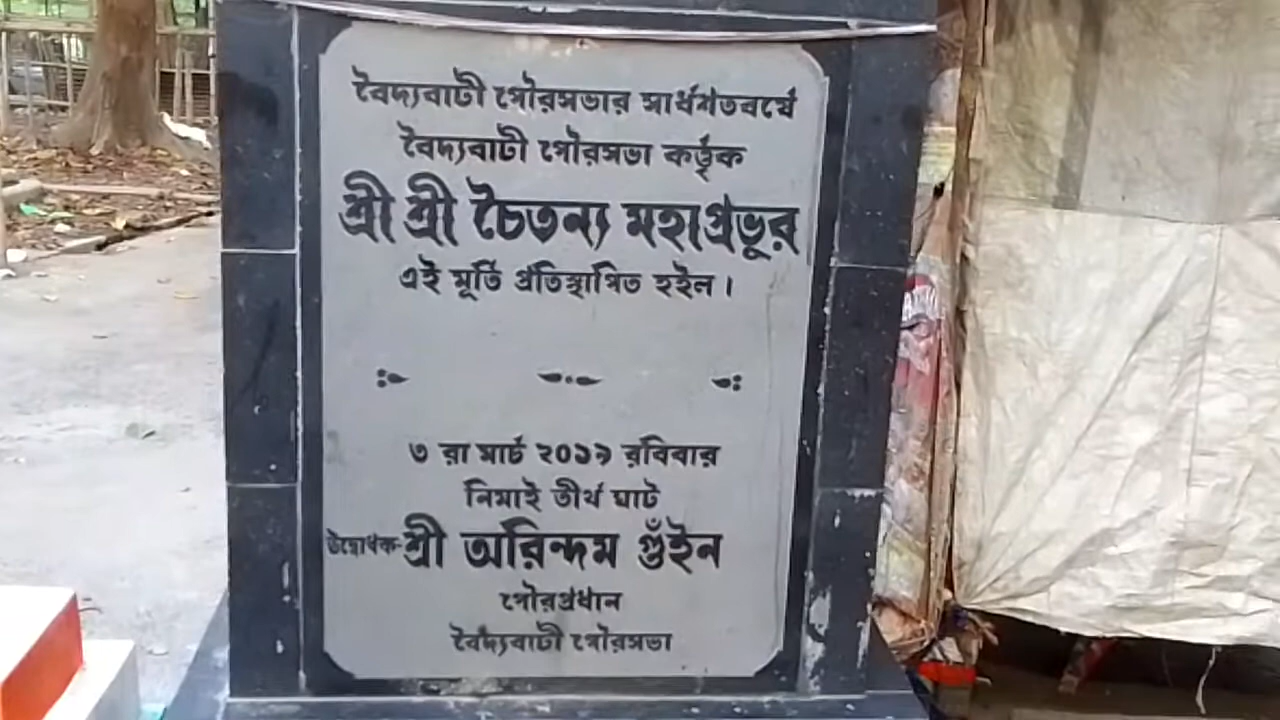 বৈদ্যবাটী পৌরসভার সার্ধশতবর্ষে
বৈদ্যবাটী পৌরসভা কর্ত্তৃক
শ্রী শ্রী চৈতন্য মহাপ্রভুর
এই মূর্তি প্রতিস্থাপিত হইল।
৩ রা মার্চ ২০১৯ রবিবার
নিমাই তীর্থ ঘাট
উদ্বোধক-শ্রী অরিন্দম গুঁইন
পৌরপ্রধান
বৈদ্যবাটী পৌরসভা